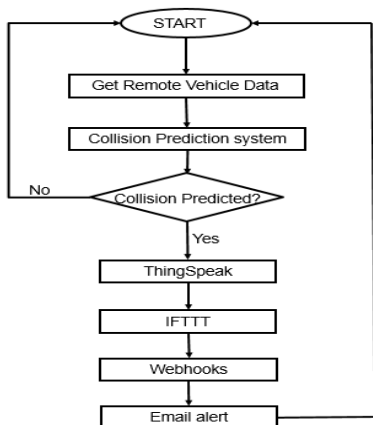 START
Get Remote Vehicle Data
Collision Prediction system
No
Collision Predicted?
Yes
ThingSpeak
IFTTT
Webhooks
Email alert